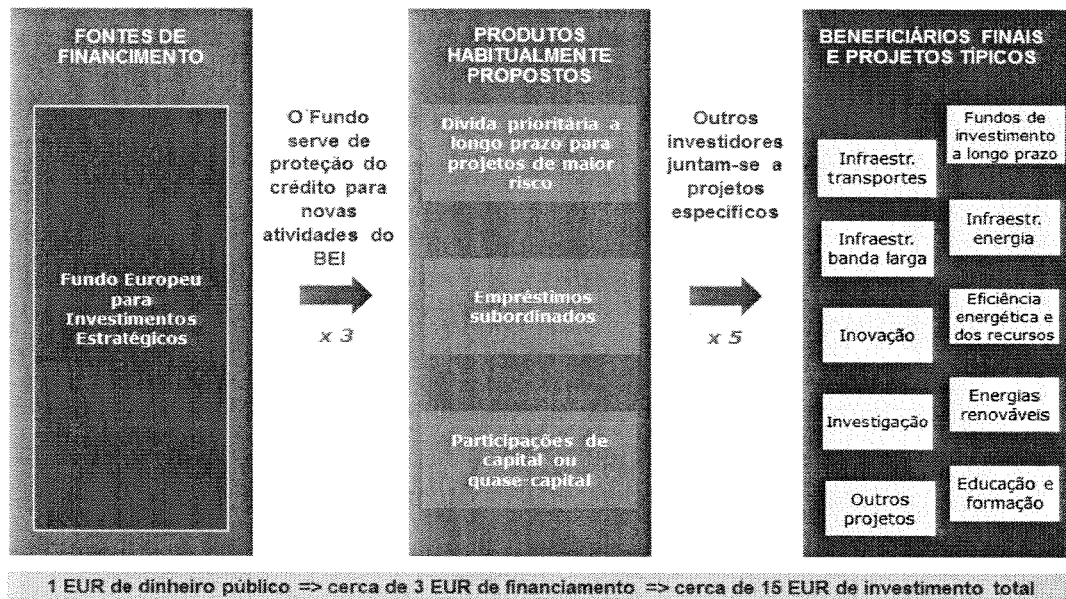 FONTES DE
FINANCIMENTO
Fundo Europeu
para
Investimentos
Estratégicos
O Fundo
serve de
proteção do
crédito para
novas
atividades do
BEI
x 3
PRODUTOS
HABITUALMENTE
PROPOSTOS
Dívida prioritária a
longo prazo para
projetos de maior
risco
Empréstimos
subordinados
Participações de
capital ou
quase-capital
Outros
investidores
juntam-se a
projetos
específicos
x 5
BENEFICIÁRIOS FINAIS
E PROJETOS TÍPICOS
Infraestr.
transportes
Infraestr.
banda larga
Inovação
Investigação
Outros
projetos
Fundos de
investimento
a longo prazo
Infraestr.
energia
Eficiência
energética e
dos recursos
Energias
renováveis
Educação e
formação
1 EUR de dinheiro público => cerca de 3 EUR de financiamento => cerca de 15 EUR de investimento total